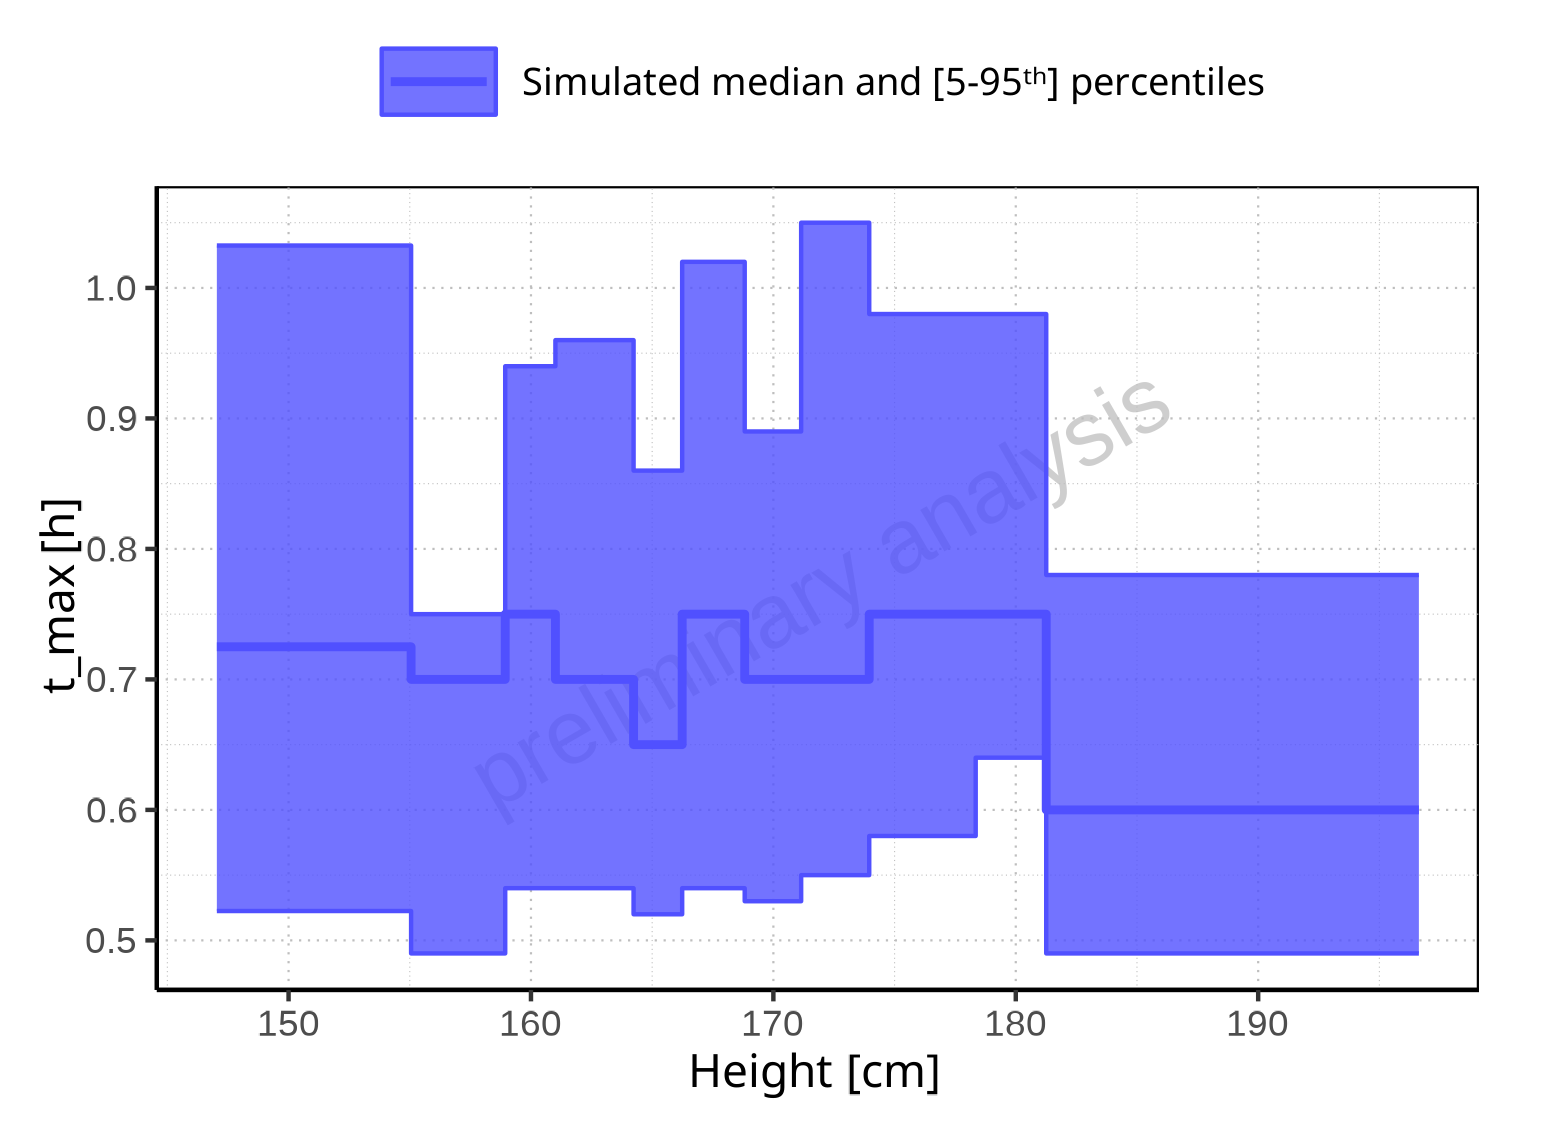 Simulated median and [5-95ᵗʰ] percentiles
1.0
0.9
0.8
0.7
0.6
0.5
t_max [h]
preliminary analysis
150 160 170 180 190
Height [cm]